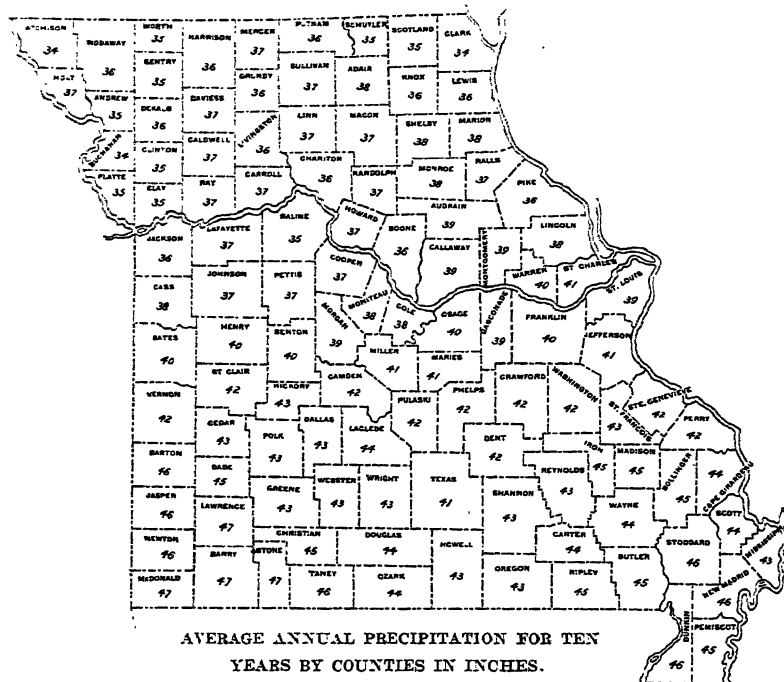 ATCHISON 34
NODAWAY 36
WORTH 35
HARRISON 36
MERCER 37
PUTNAM 36
SCHUYLER 35
SCOTLAND 35
CLARK 34
HOLT 37
ANDREW 35
GENTRY 35
DEKALB 36
DAVIESS 37
GRUNDY 36
SULLIVAN 37
ADAIR 38
KNOX 36
LEWIS 36
BUCHANAN 34
CLINTON 35
CALDWELL 37
LIVINGSTON 36
LINN 37
MACON 37
SHELBY 38
MARION 38
PLATTE 35
CLAY 35
RAY 37
CARROLL 37
CHARITON 36
RANDOLPH 37
MONROE 38
RALLS 37
PIKE 38
JACKSON 36
LAFAYETTE 37
SALINE 35
HOWARD 37
BOONE 36
AUDRAIN 39
CALLAWAY 39
MONTGOMERY 39
LINCOLN 38
WARREN 40
ST CHARLES 41
ST. LOUIS 39
CASS 38
JOHNSON 37
PETTIS 37
COOPER 37
MONITEAU 38
COLE 38
OSAGE 40
GASCONADE 39
FRANKLIN 40
JEFFERSON 41
BATES 40
HENRY 40
BENTON 40
MORGAN 39
MILLER 41
MARIES 41
VERNON 42
ST CLAIR 42
HICKORY 43
CAMDEN 42
PULASKI 42
PHELPS 42
CRAWFORD 42
WASHINGTON 42
ST. FRANCOIS 43
STE. GENEVIEVE 42
PERRY 42
BARTON 46
CEDAR 43
POLK 43
DALLAS 43
LACLEDE 44
DENT 42
IRON 45
MADISON 45
BOLLINGER 45
CAPE GIRARDEAU 44
JASPER 46
DADE 45
GREENE 43
WEBSTER 43
WRIGHT 43
TEXAS 41
SHANNON 43
REYNOLDS 43
WAYNE 44
SCOTT 44
NEWTON 46
LAWRENCE 47
CHRISTIAN 45
DOUGLAS 44
HOWELL 43
CARTER 44
BUTLER 45
STODDARD 46
MISSISSIPPI 43
McDONALD 47
BARRY 47
STONE 47
TANEY 46
OZARK 44
OREGON 43
RIPLEY 45
NEW MADRID 46
DUNKIN 46
PEMISCOT 45
AVERAGE ANNUAL PRECIPITATION FOR TEN
YEARS BY COUNTIES IN INCHES.